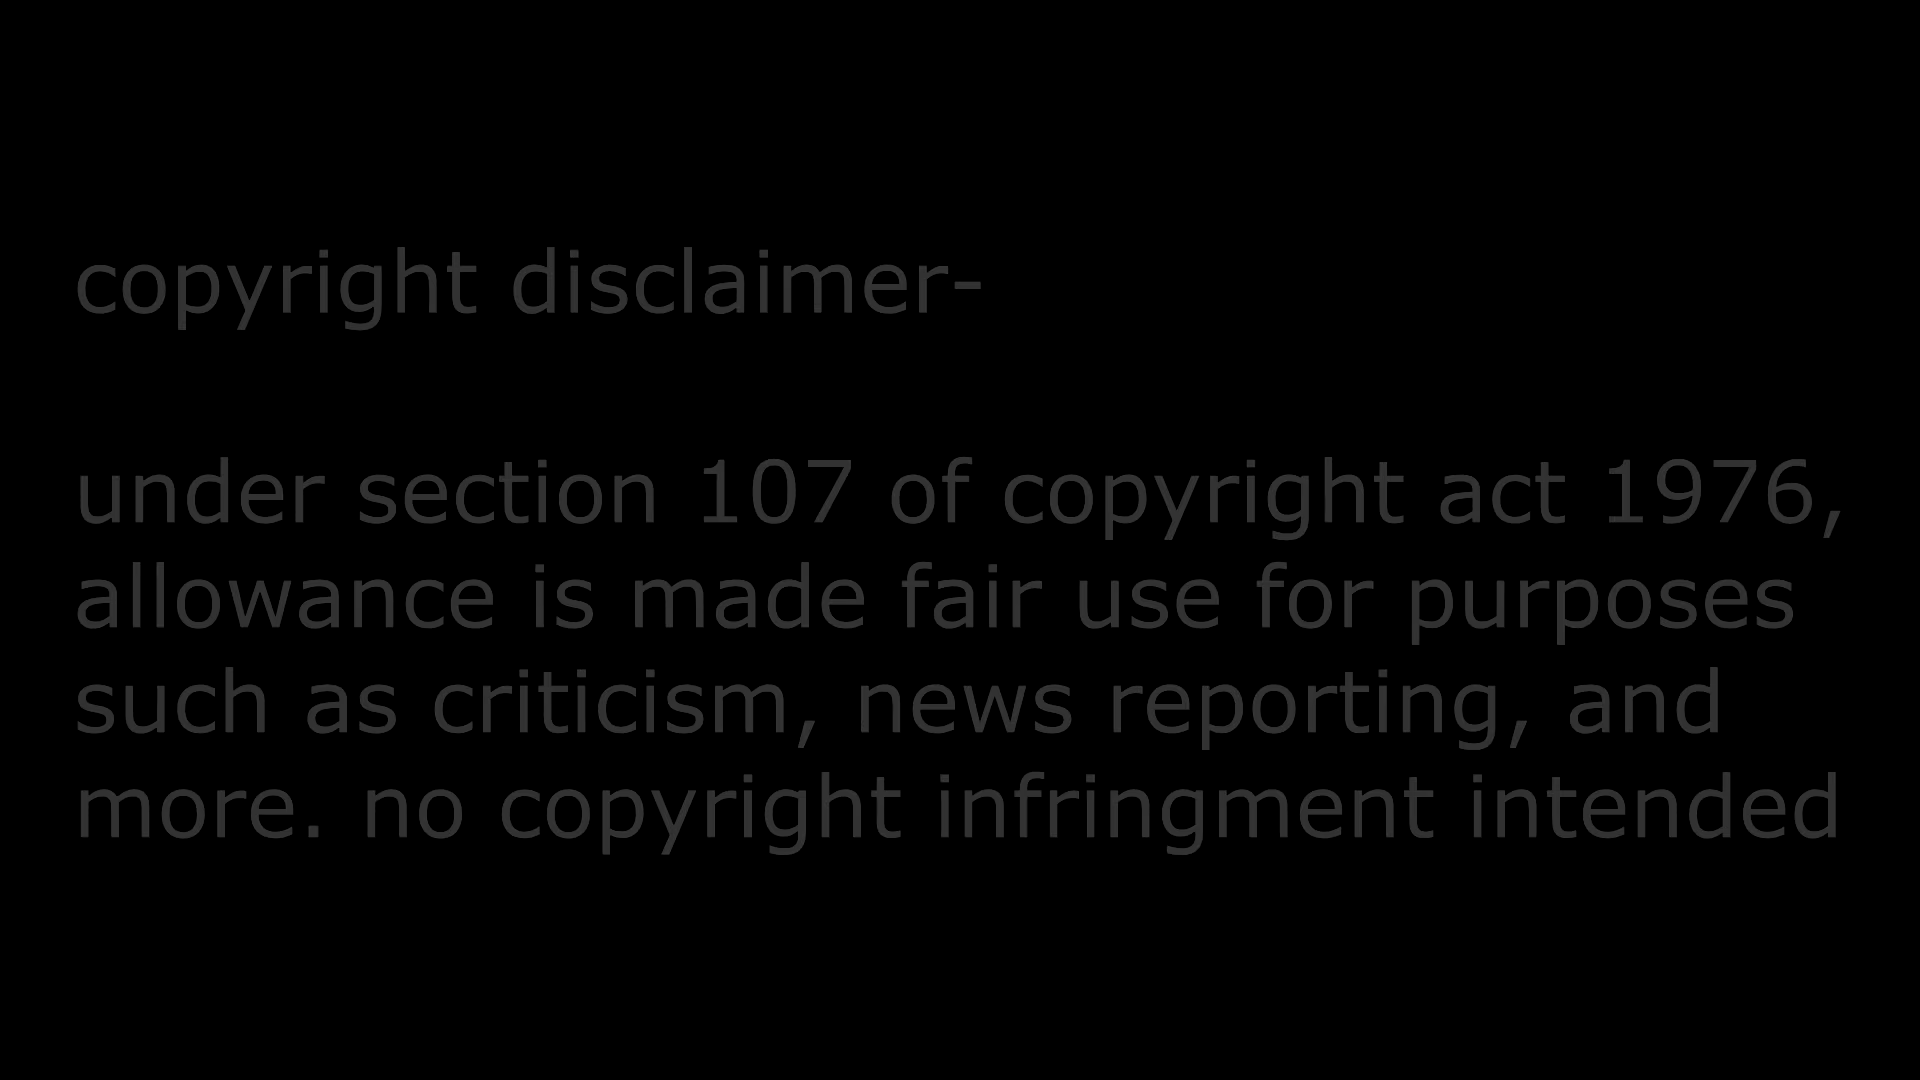 copyright disclaimer-
under section 107 of copyright act 1976,
allowance is made fair use for purposes
such as criticism, news reporting, and
more. no copyright infringment intended